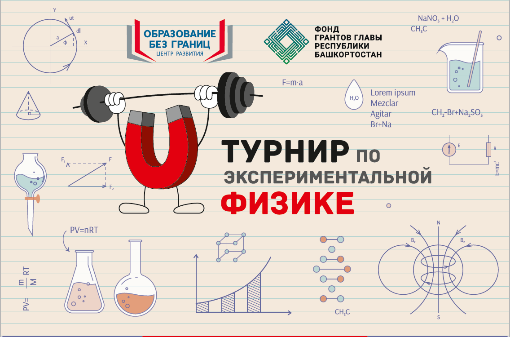 ОБРАЗОВАНИЕ
БЕЗ ГРАНИЦ
ЦЕНТР РАЗВИТИЯ
ФОНД
ГРАНТОВ ГЛАВЫ
РЕСПУБЛИКИ
БАШКОРТОСТАН
NaNO₃ + H₂O
CH₃C
Y
X
F=m·a
H₂O
Lorem ipsum
Mezclar
Agitar
Br+Na
CH₃-Br+Na₂SO₃
ТУРНИР ПО
ЭКСПЕРИМЕНТАЛЬНОЙ
ФИЗИКЕ
PV=nRT
PV= m/M RT
CH₃C
N
S